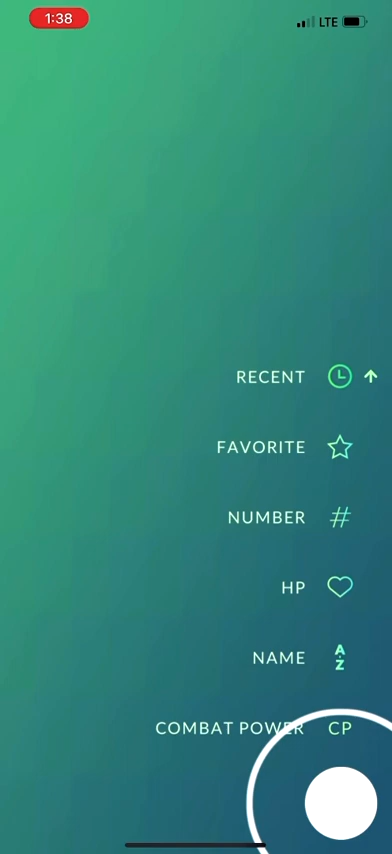 1:38
LTE
RECENT
FAVORITE
NUMBER #
HP
NAME A Z
COMBAT POWER CP